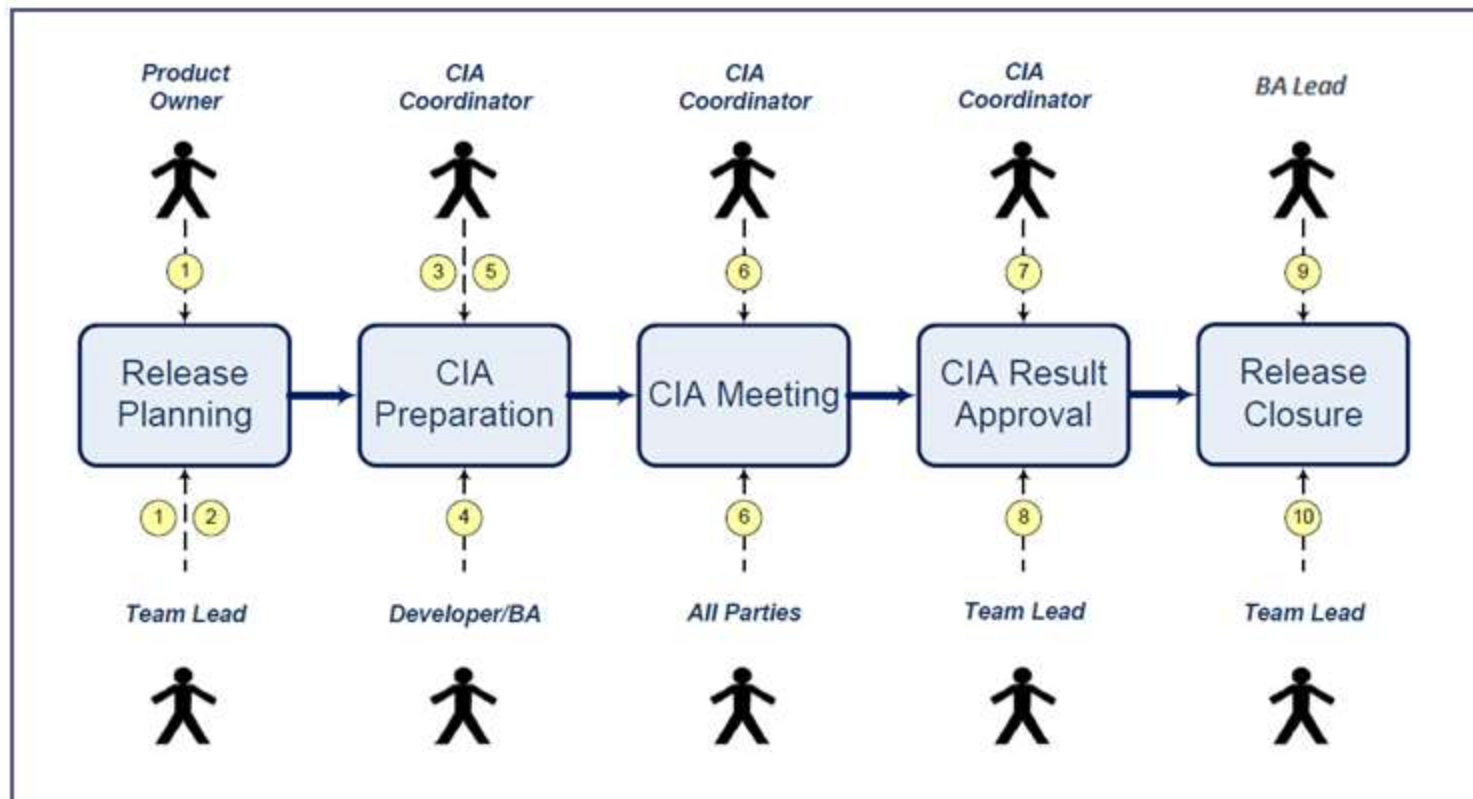 Product
Owner
CIA
Coordinator
CIA
Coordinator
CIA
Coordinator
BA Lead
1
3
5
6
7
9
Release
Planning
CIA
Preparation
CIA Meeting
CIA Result
Approval
Release
Closure
1
2
4
6
8
10
Team Lead
Developer/BA
All Parties
Team Lead
Team Lead